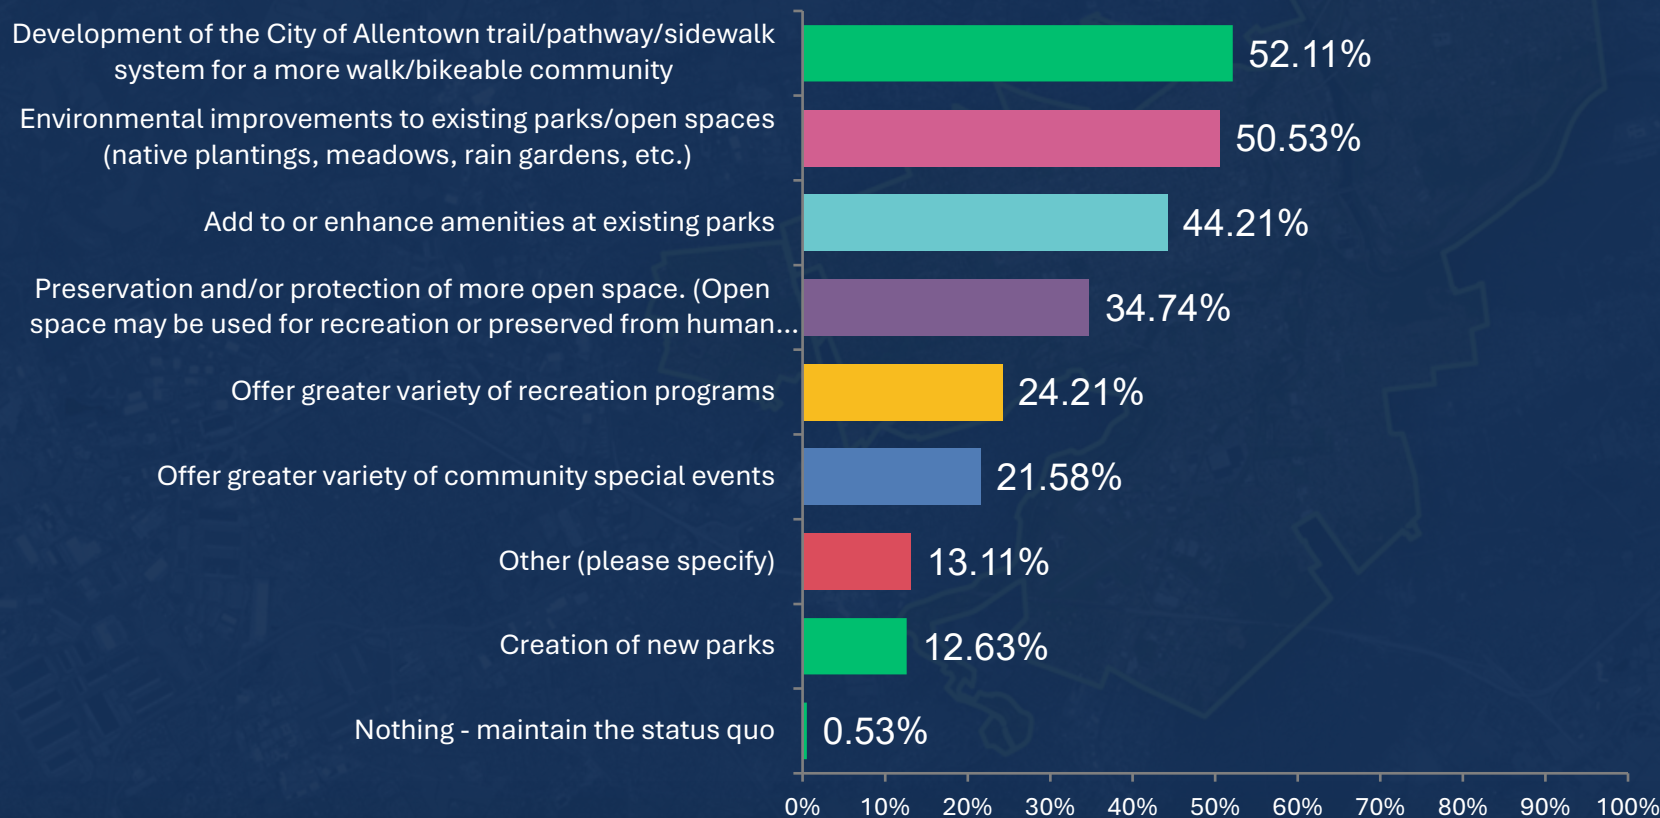 Development of the City of Allentown trail/pathway/sidewalk
system for a more walk/bikeable community
52.11%
Environmental improvements to existing parks/open spaces
(native plantings, meadows, rain gardens, etc.)
50.53%
Add to or enhance amenities at existing parks
44.21%
Preservation and/or protection of more open space. (Open
space may be used for recreation or preserved from human...
34.74%
Offer greater variety of recreation programs
24.21%
Offer greater variety of community special events
21.58%
Other (please specify)
13.11%
Creation of new parks
12.63%
Nothing - maintain the status quo
0.53%
0% 10% 20% 30% 40% 50% 60% 70% 80% 90% 100%